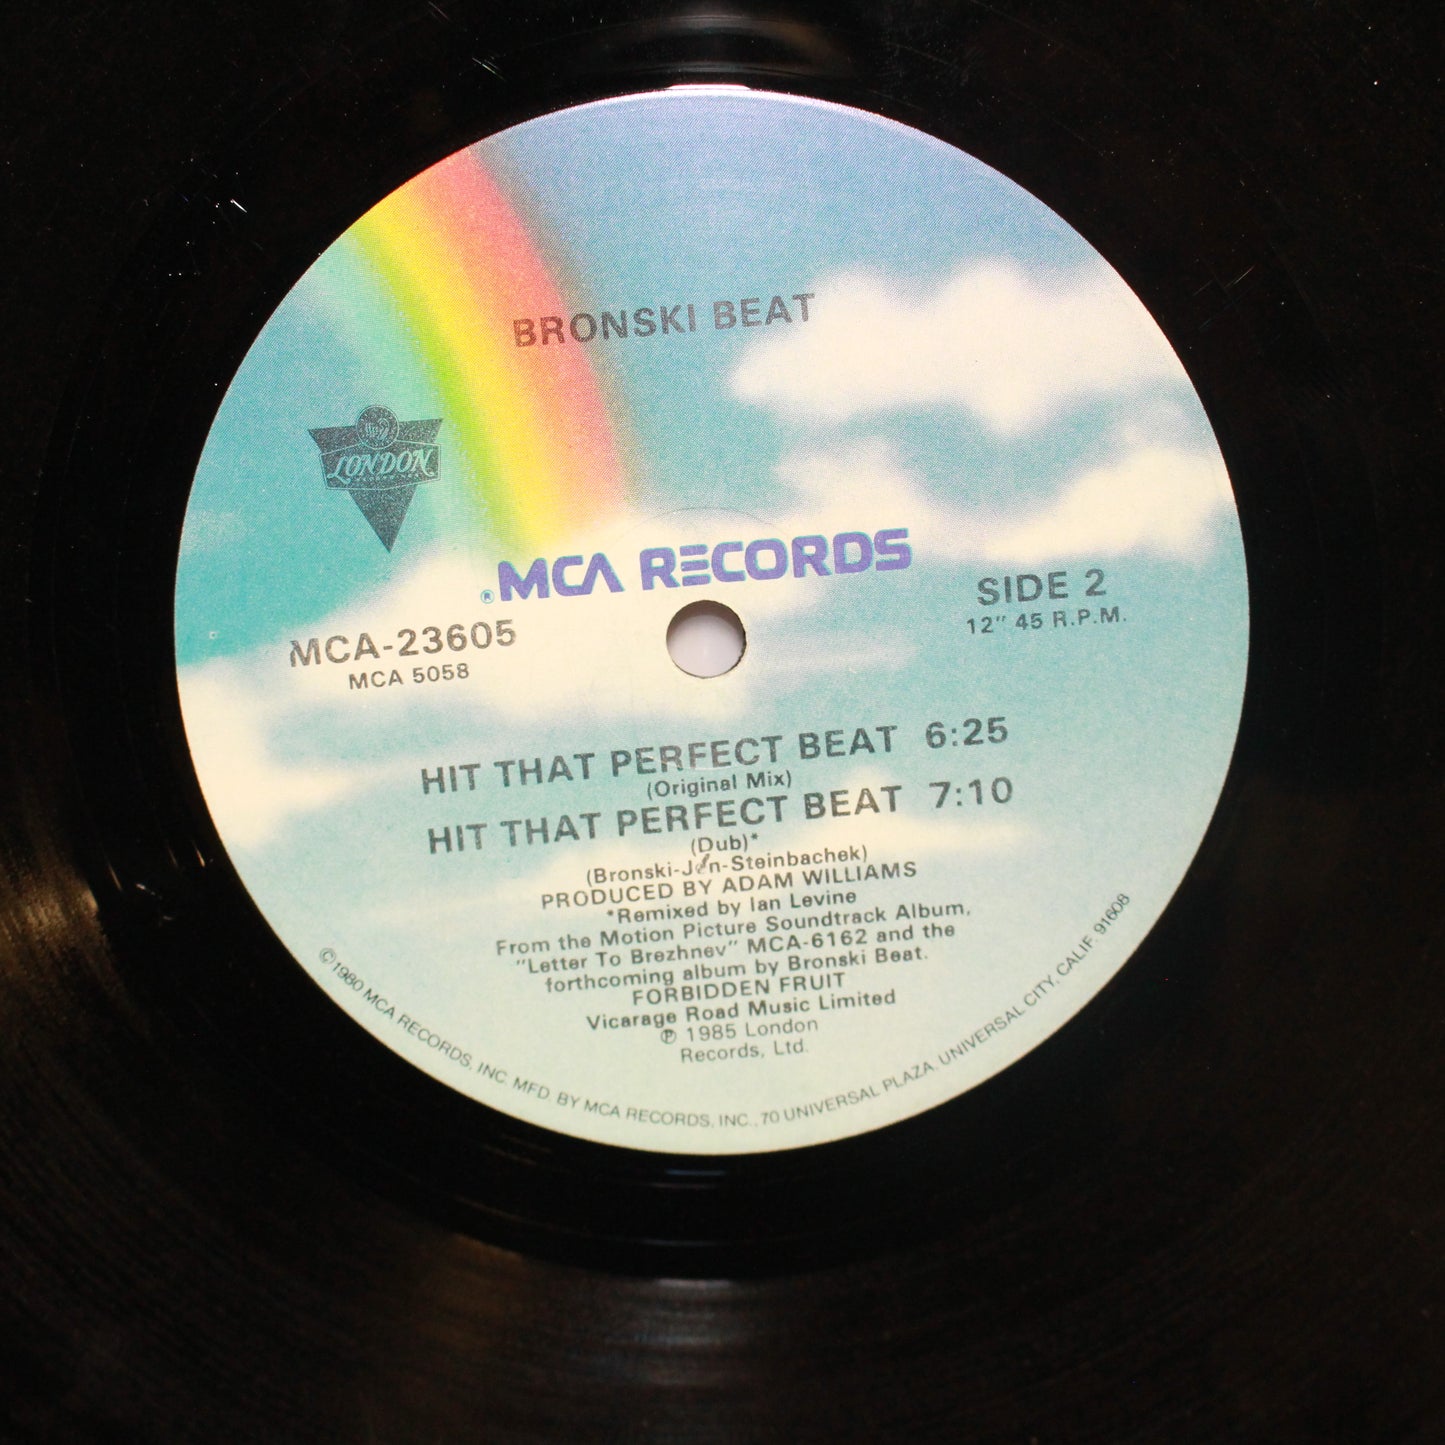 BRONSKI BEAT
LONDON
® MCA RECORDS
SIDE 2
12" 45 R.P.M.
MCA-23605
MCA 5058
HIT THAT PERFECT BEAT 6:25
(Original Mix)
HIT THAT PERFECT BEAT 7:10
(Dub)*
(Bronski- -Steinbachek)
PRODUCED BY ADAM WILLIAMS
*Remixed by Ian Levine
From the Motion Picture Soundtrack Album,
"Letter To Brezhnev" MCA-6162 and the
forthcoming album by Bronski Beat.
FORBIDDEN FRUIT
Vicarage Road Music Limited
℗ 1985 London
Records, Ltd.
©1980 MCA RECORDS, INC. MFD. BY MCA RECORDS, INC., 70 UNIVERSAL PLAZA. UNIVERSAL CITY, CALIF. 91608